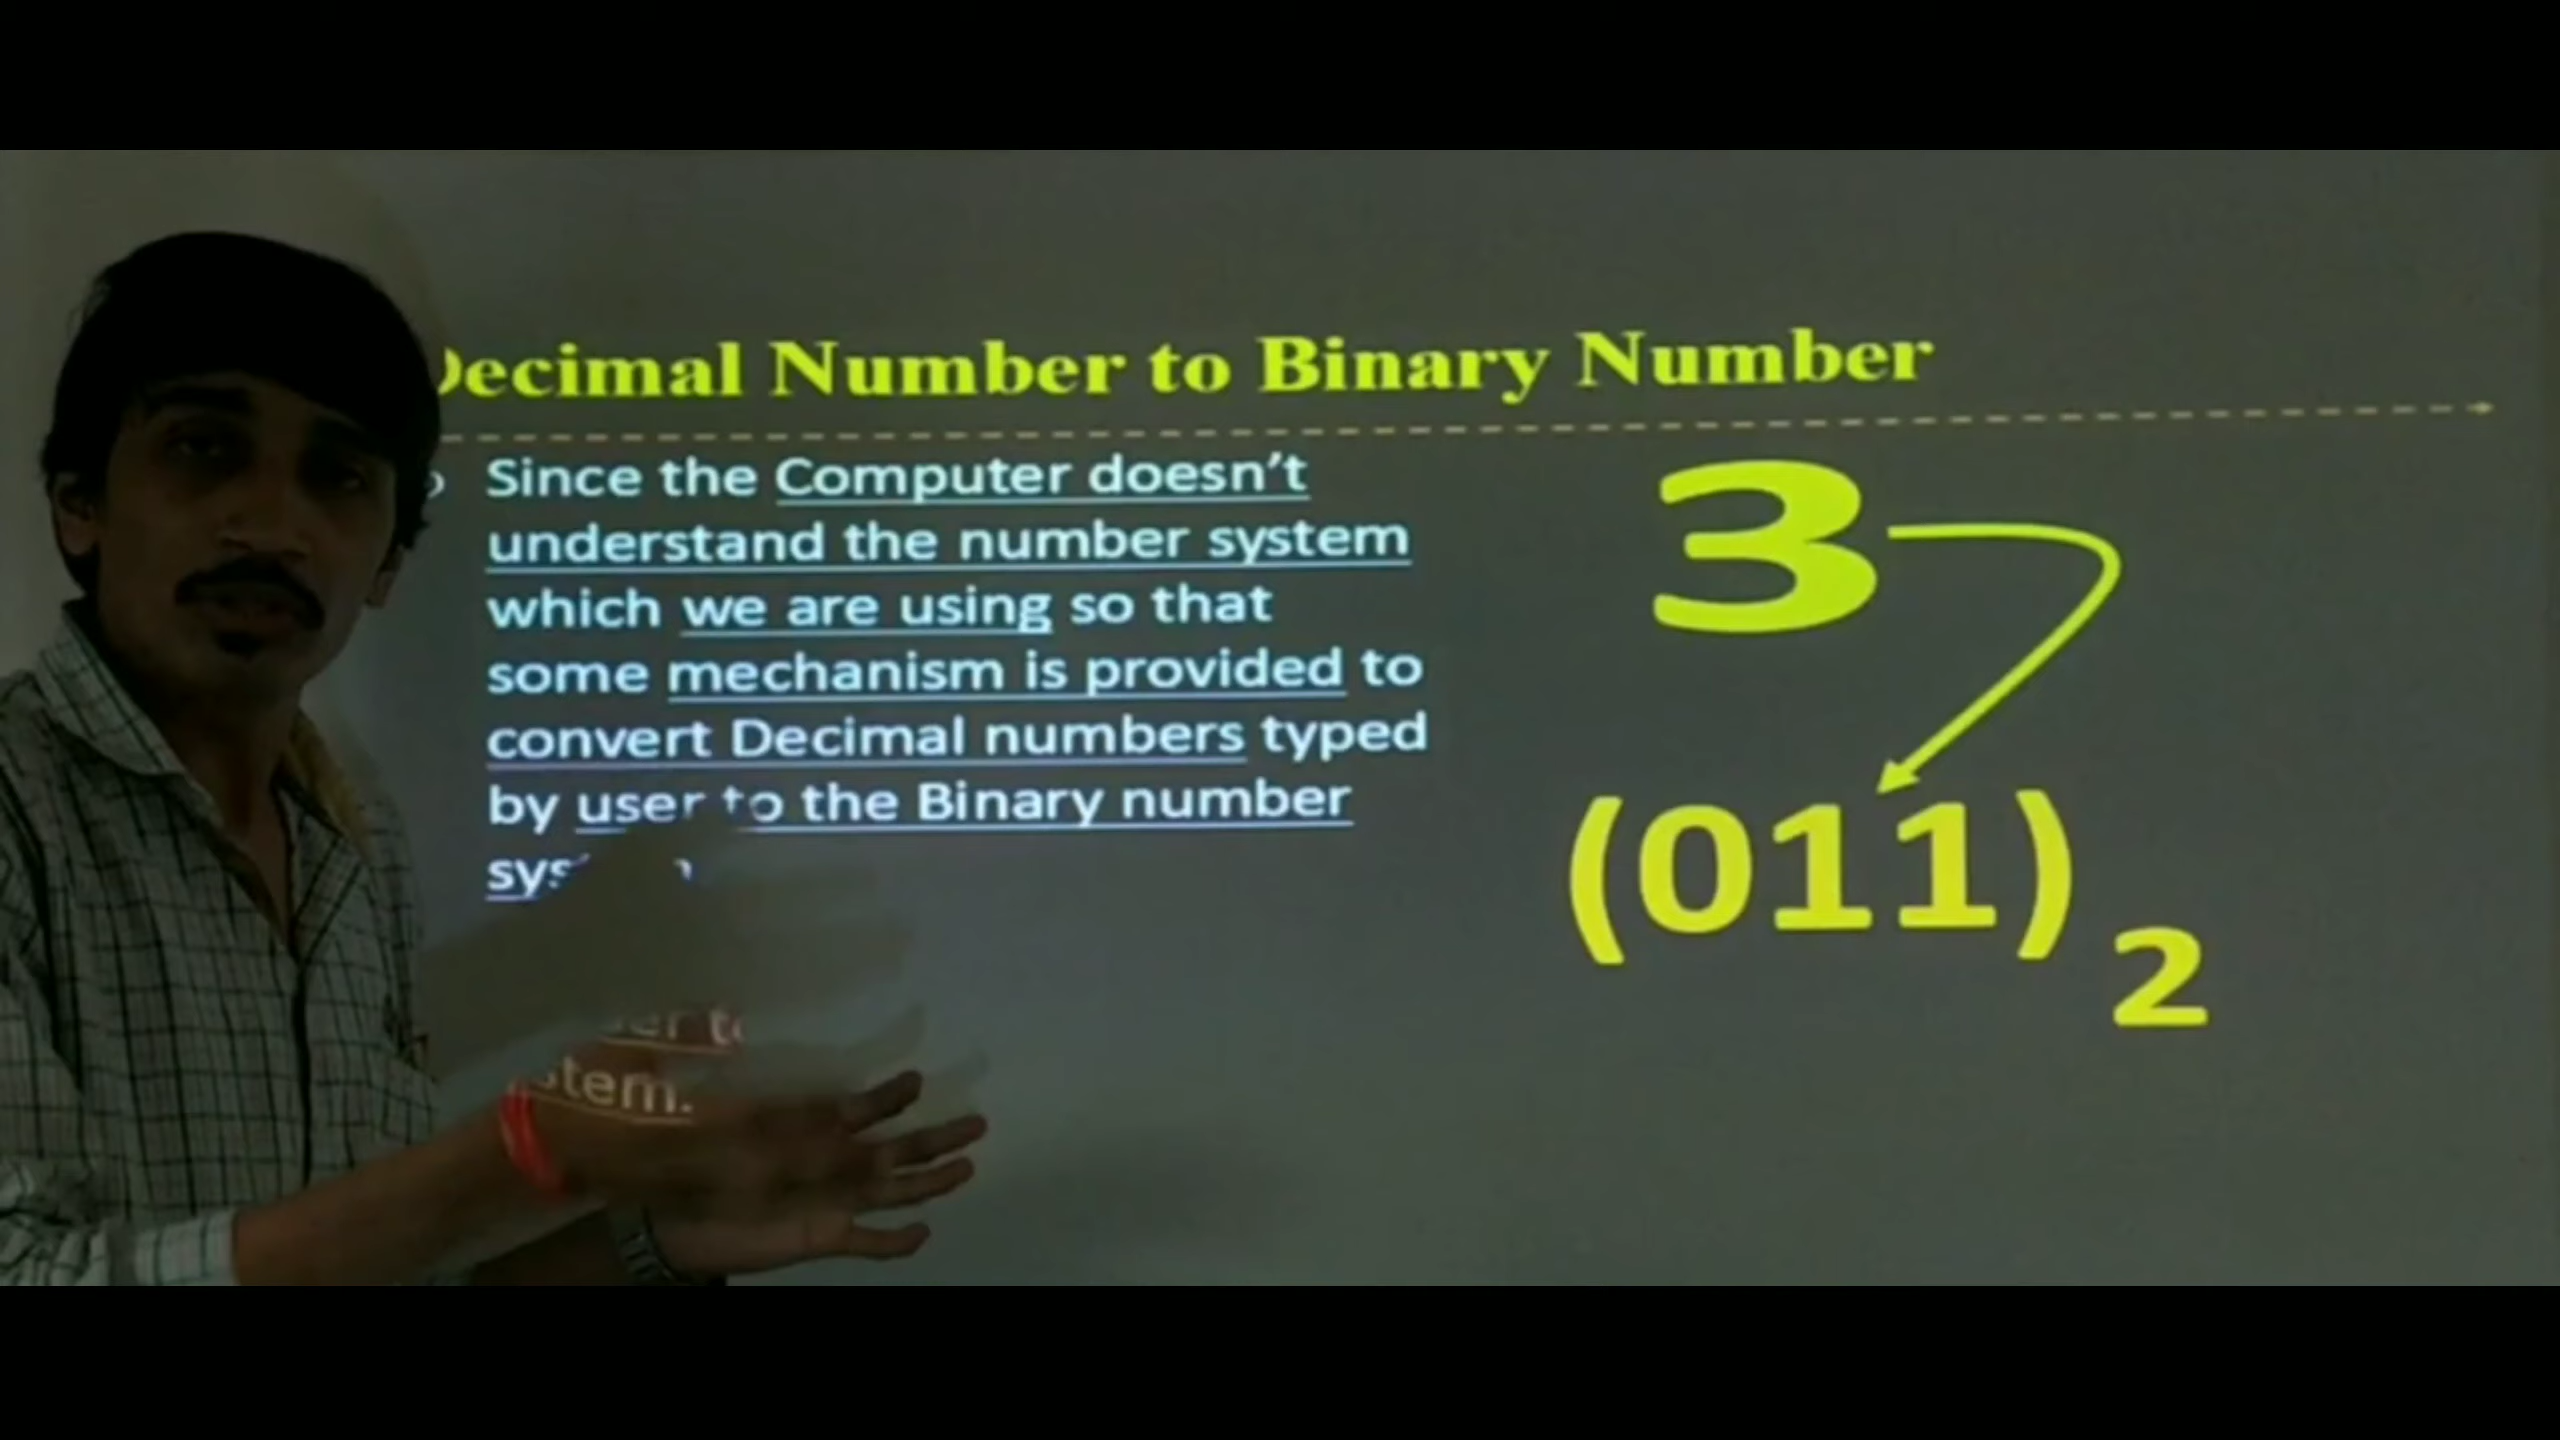 Decimal Number to Binary Number
Since the Computer doesn't
understand the number system
which we are using so that
some mechanism is provided to
convert Decimal numbers typed
by user to the Binary number
3
(011)2